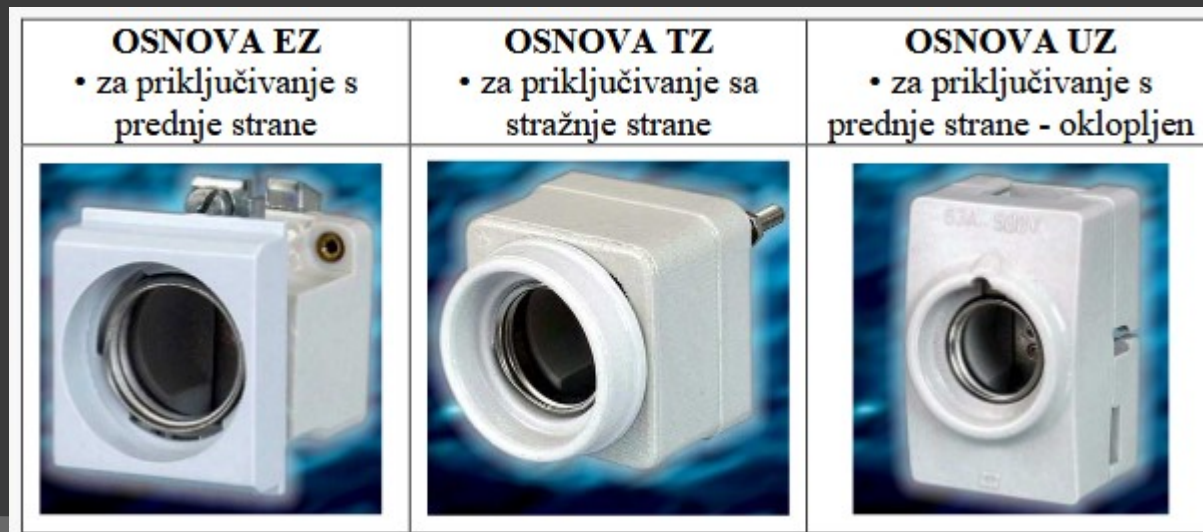 OSNOVA EZ
• za priključivanje s
prednje strane
OSNOVA TZ
• za priključivanje sa
stražnje strane
OSNOVA UZ
• za priključivanje s
prednje strane - oklopljen
63A 500V